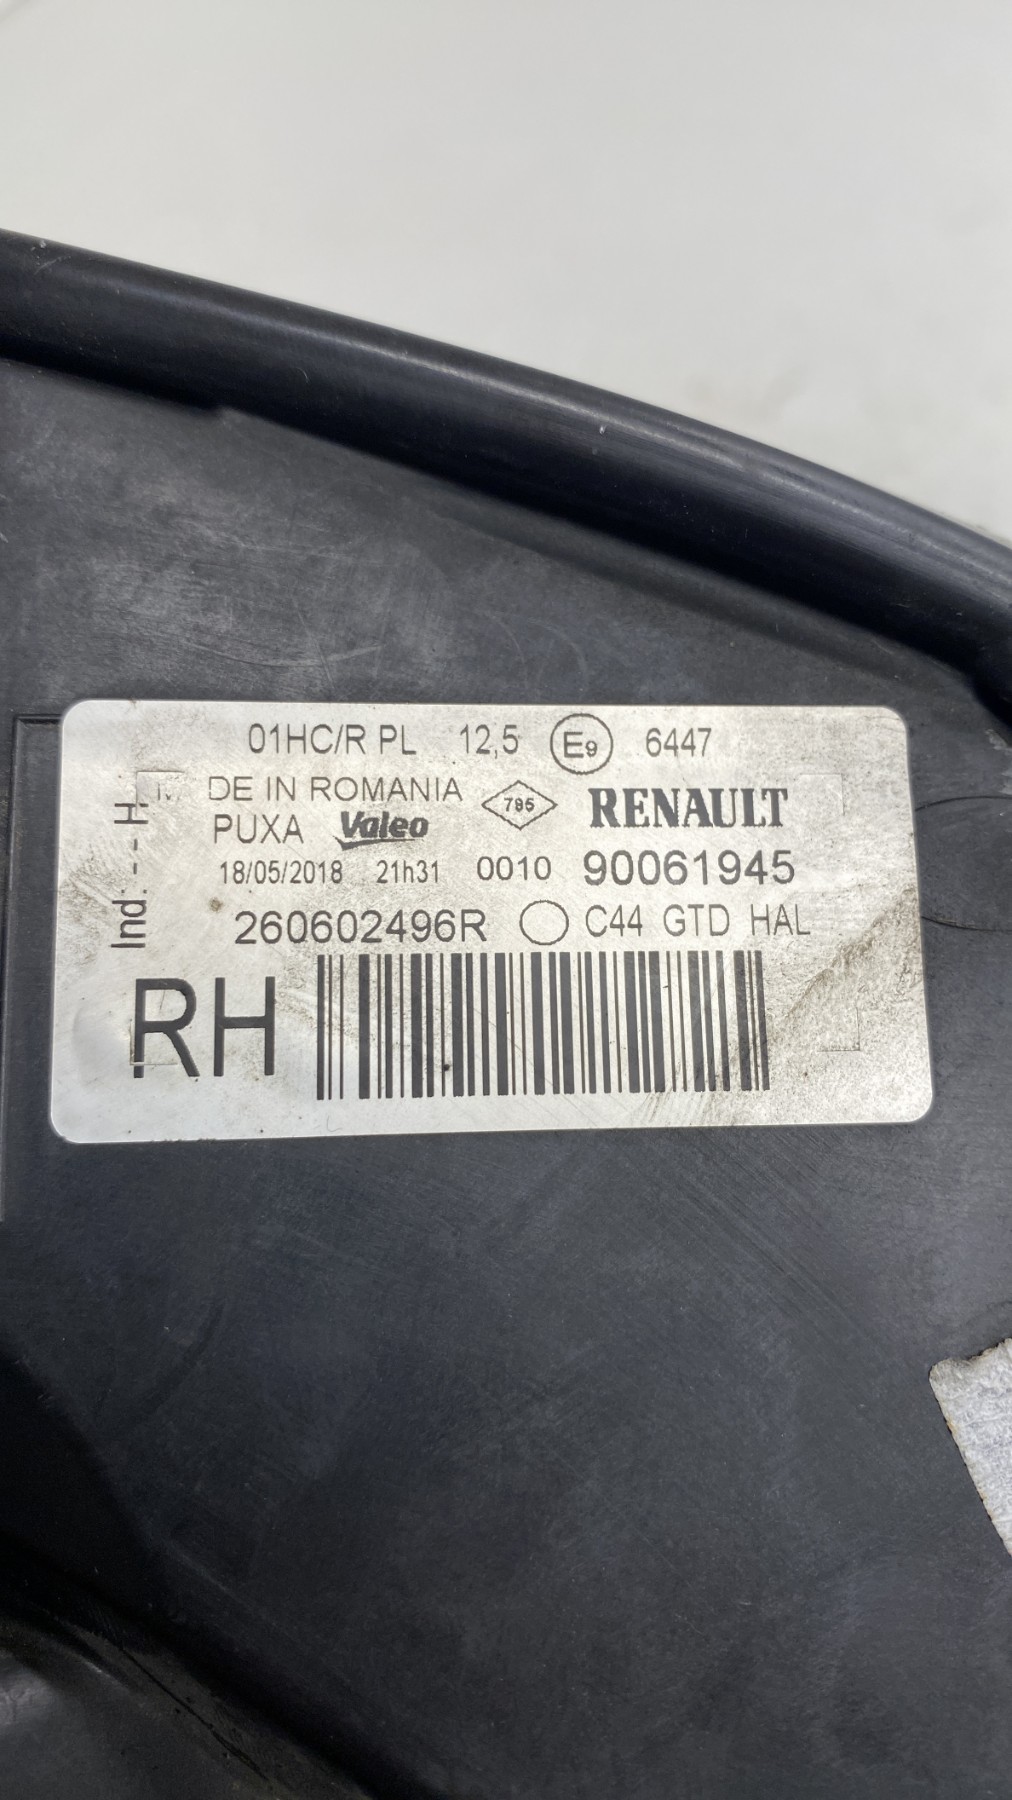 01HC/R PL 12,5 E9 6447
DE IN ROMANIA 795 RENAULT
PUXA Valeo
18/05/2018 21h31 0010 90061945
260602496R C44 GTD HAL
RH
Ind: -- H